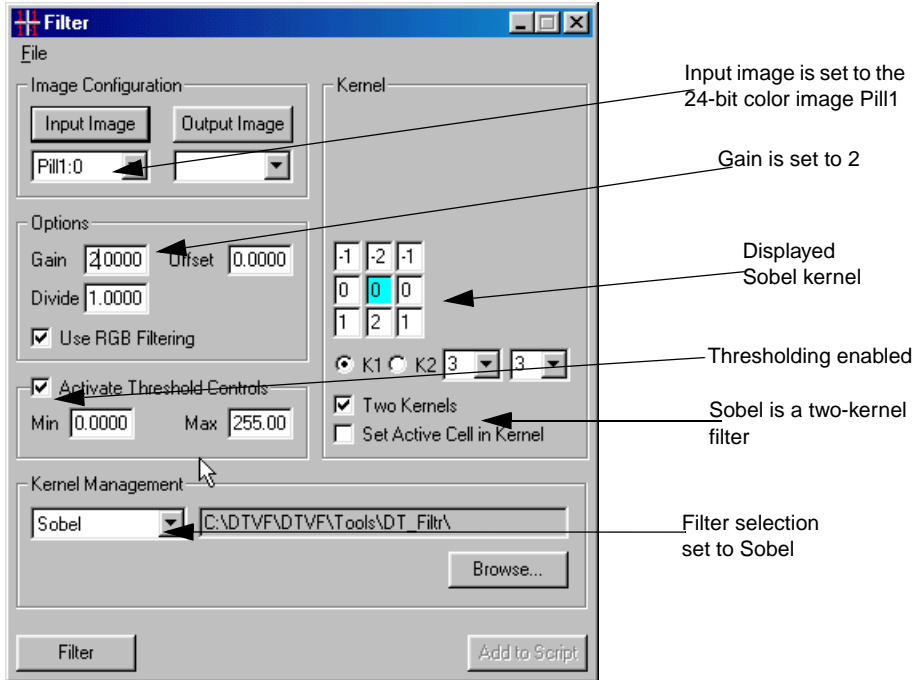 Filter
File
Image Configuration
Input Image
Output Image
Pill1:0
Options
Gain 2.0000 Offset 0.0000
Divide 1.0000
Use RGB Filtering
Activate Threshold Controls
Min 0.0000 Max 255.00
Kernel
-1 -2 -1
0 0 0
1 2 1
K1 K2 3 3
Two Kernels
Set Active Cell in Kernel
Kernel Management
Sobel C:\DTVF\DTVF\Tools\DT_Filtr\
Browse...
Filter
Add to Script
Input image is set to the
24-bit color image Pill1
Gain is set to 2
Displayed
Sobel kernel
Thresholding enabled
Sobel is a two-kernel
filter
Filter selection
set to Sobel